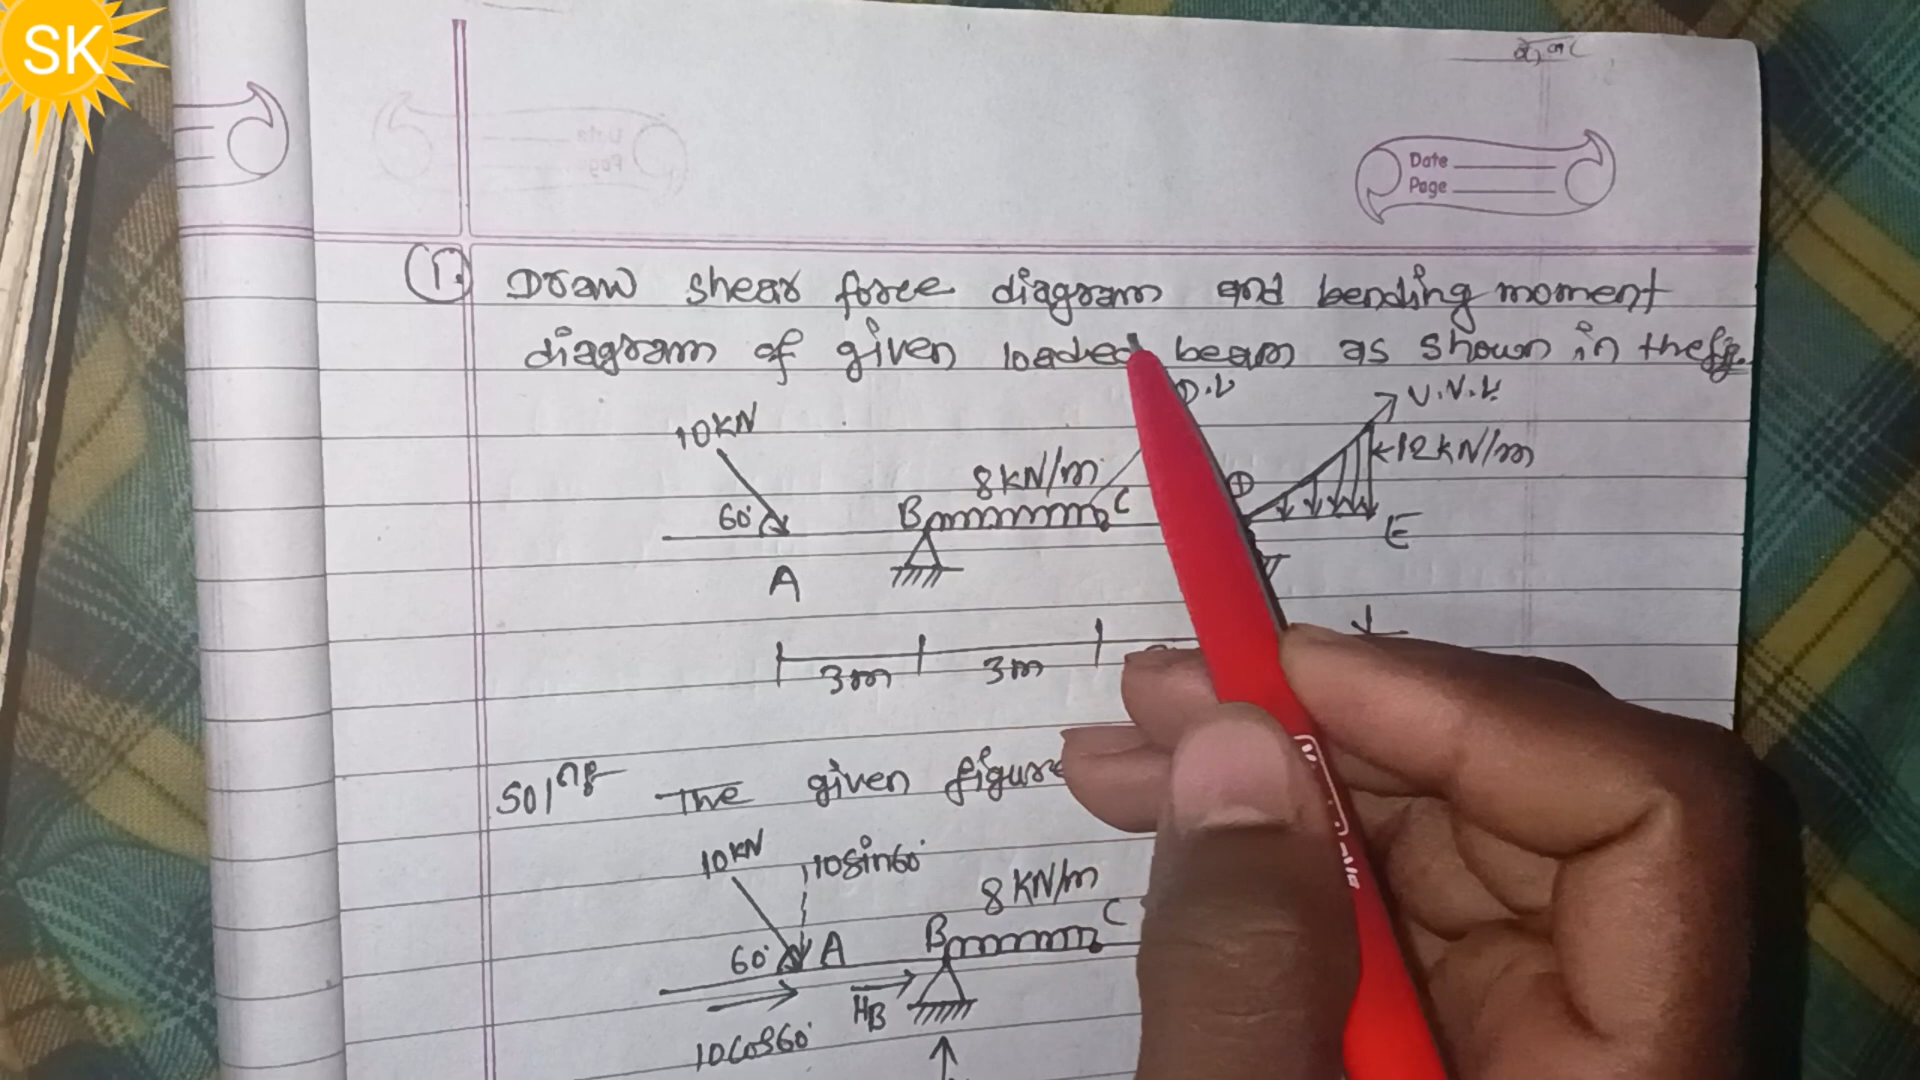 SK
Date
Page
1. Draw shear force diagram and bending moment
diagram of given loaded beam as shown in the fig.
U.V.L
10KN
12KN/m
8KN/m
60°
B
C
E
A
3m
3m
The given figure
10KN
10sin60°
8KN/m
60°
A
B
C
HB
10cos60°